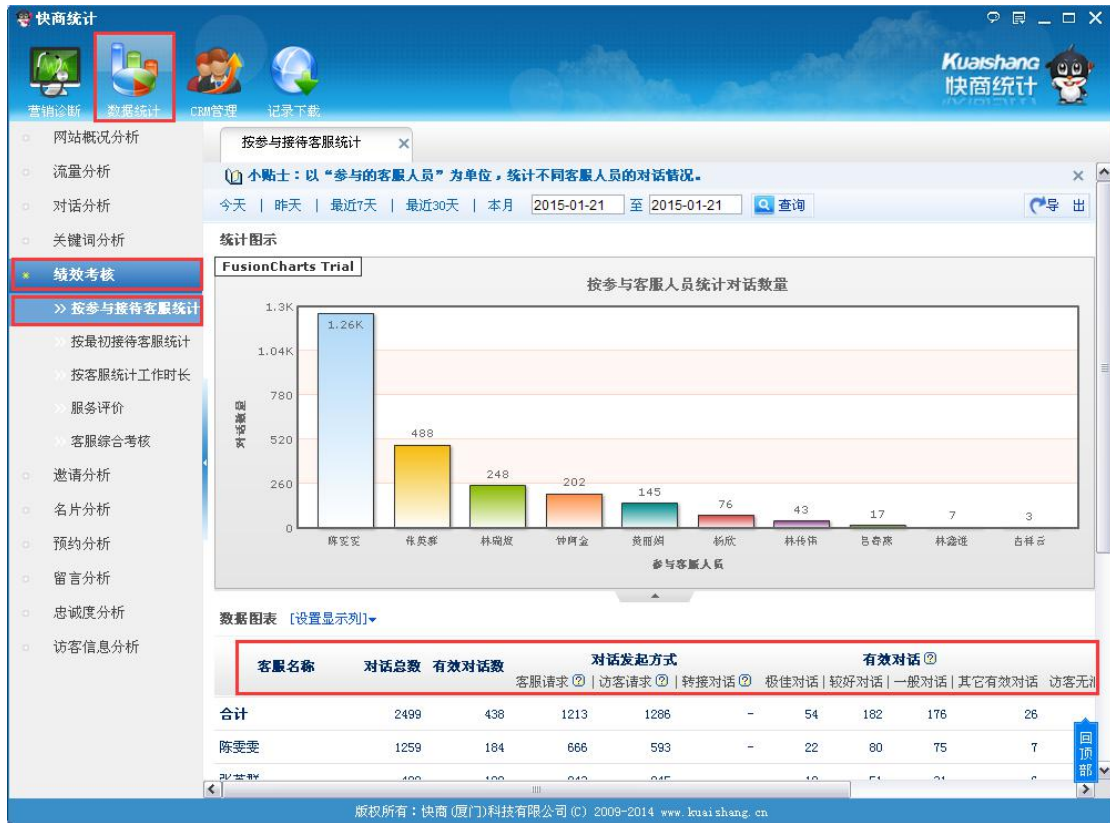 快商统计
Kuaishang
快商统计
营销诊断 数据统计 CRM管理 记录下载
网站概况分析
流量分析
对话分析
关键词分析
绩效考核
>> 按参与接待客服统计
按最初接待客服统计
按客服统计工作时长
服务评价
客服综合考核
邀请分析
名片分析
预约分析
留言分析
忠诚度分析
访客信息分析
按参与接待客服统计
小贴士：以“参与的客服人员”为单位，统计不同客服人员的对话情况。
今天 | 昨天 | 最近7天 | 最近30天 | 本月 2015-01-21 至 2015-01-21 查询 导 出
统计图示
FusionCharts Trial
按参与客服人员统计对话数量
1.3K
1.04K
780
520
260
0
对话数量
1.26K 488 248 202 145 76 43 17 7 3
陈雯雯 钟阿金 黄丽娟 杨欣 林伟伟
参与客服人员
数据图表 [设置显示列]
客服名称 对话总数 有效对话数 对话发起方式 有效对话
客服请求 | 访客请求 | 转接对话 极佳对话 | 较好对话 | 一般对话 | 其它有效对话 访客无
合计 2499 438 1213 1286 - 54 182 176 26
陈雯雯 1259 184 666 593 - 22 80 75 7
回顶部
版权所有：快商(厦门)科技有限公司(C) 2009-2014 www.kuaishang.cn